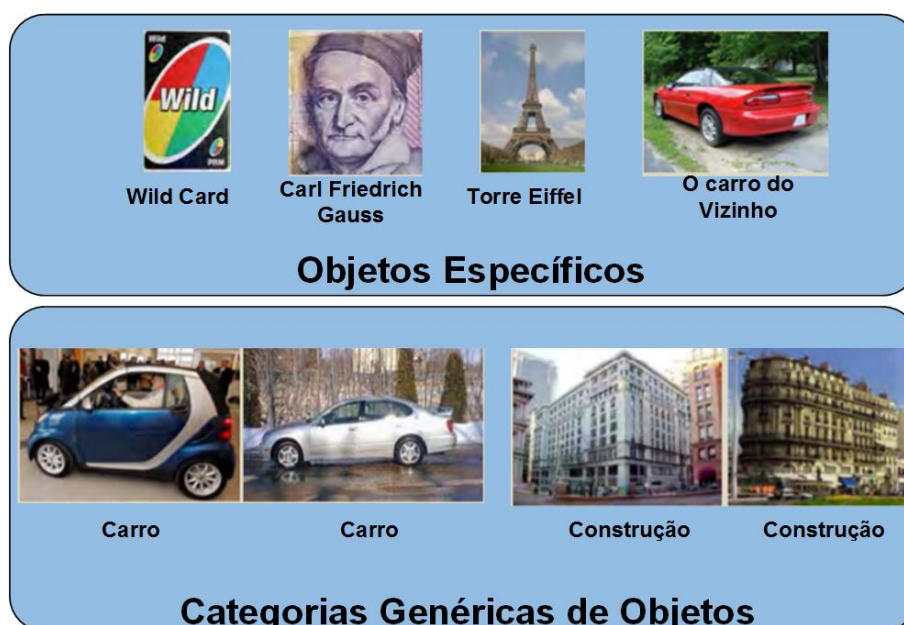 Wild
Wild
Wild Card
Carl Friedrich
Gauss
Torre Eiffel
O carro do
Vizinho
Objetos Específicos
Carro
Carro
Construção
Construção
Categorias Genéricas de Objetos